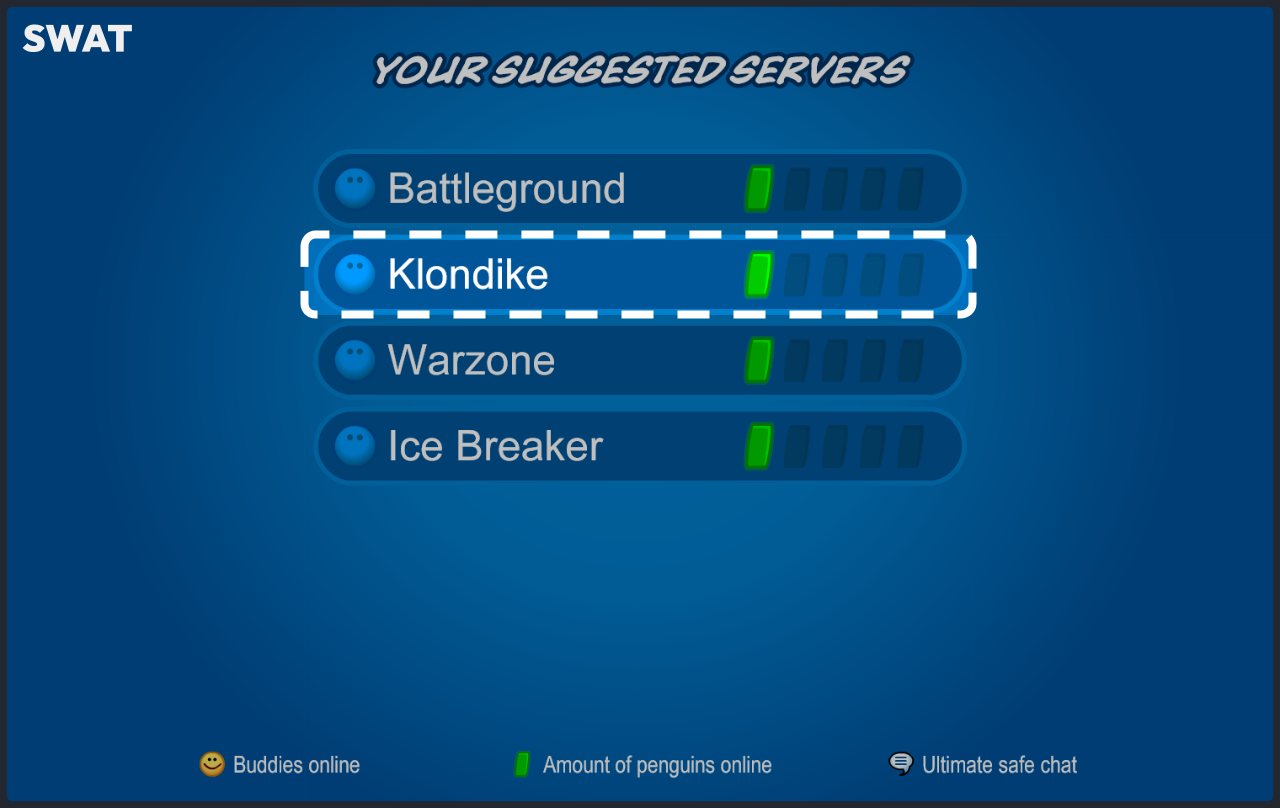 SWAT
YOUR SUGGESTED SERVERS
Battleground
Klondike
Warzone
Ice Breaker
Buddies online
Amount of penguins online
Ultimate safe chat